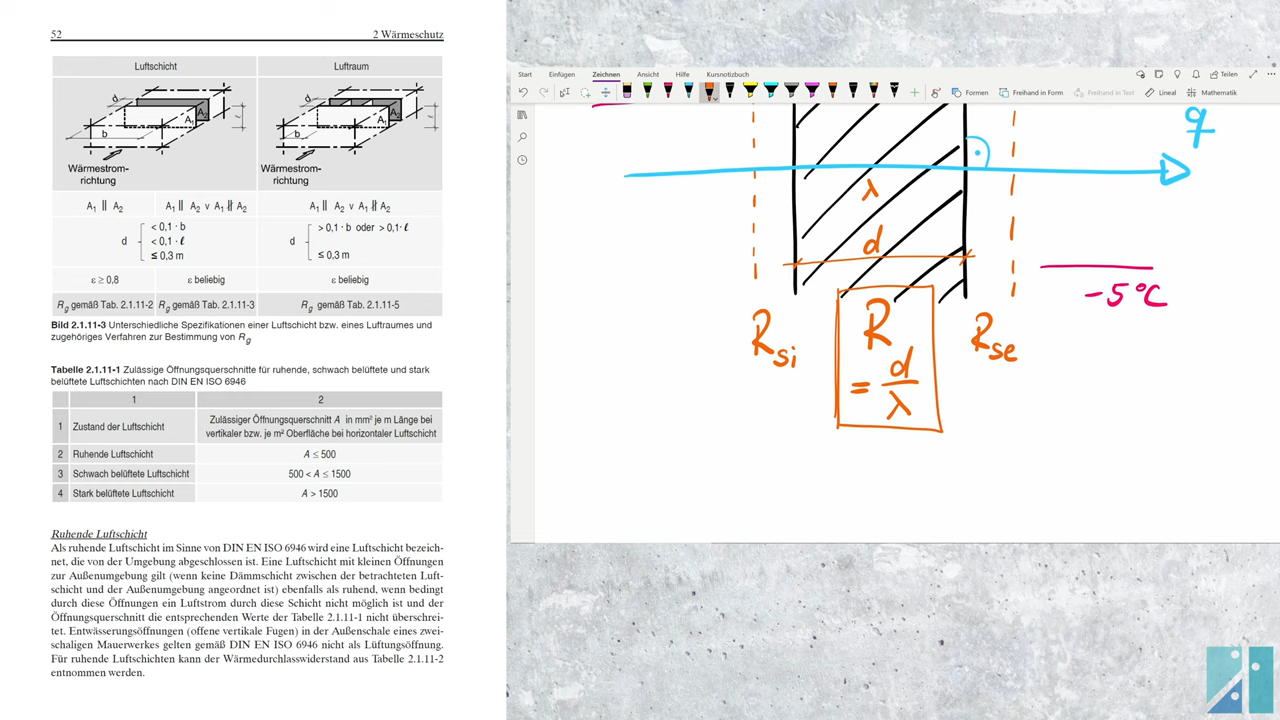 52
2 Wärmeschutz
Luftschicht
Luftraum
d
b
A1
A2
ℓ
d
b
A1
A2
ℓ
Wärmestrom-
richtung
Wärmestrom-
richtung
A1 || A2
A1 || A2 v A1 ∦ A2
A1 || A2 v A1 ∦ A2
d
< 0,1 · b
< 0,1 · ℓ
≤ 0,3 m
ε beliebig
d
> 0,1 · b oder > 0,1· ℓ
≤ 0,3 m
ε ≥ 0,8
ε beliebig
Rg gemäß Tab. 2.1.11-2
Rg gemäß Tab. 2.1.11-3
Rg gemäß Tab. 2.1.11-5
Bild 2.1.11-3 Unterschiedliche Spezifikationen einer Luftschicht bzw. eines Luftraumes und
zugehöriges Verfahren zur Bestimmung von Rg
Tabelle 2.1.11-1 Zulässige Öffnungsquerschnitte für ruhende, schwach belüftete und stark
belüftete Luftschichten nach DIN EN ISO 6946
1
2
1 Zustand der Luftschicht
Zulässiger Öffnungsquerschnitt A in mm² je m Länge bei
vertikaler bzw. je m² Oberfläche bei horizontaler Luftschicht
2 Ruhende Luftschicht A ≤ 500
3 Schwach belüftete Luftschicht 500 < A ≤ 1500
4 Stark belüftete Luftschicht A > 1500
Ruhende Luftschicht
Als ruhende Luftschicht im Sinne von DIN EN ISO 6946 wird eine Luftschicht bezeich-
net, die von der Umgebung abgeschlossen ist. Eine Luftschicht mit kleinen Öffnungen
zur Außenumgebung gilt (wenn keine Dämmschicht zwischen der betrachteten Luft-
schicht und der Außenumgebung angeordnet ist) ebenfalls als ruhend, wenn bedingt
durch diese Öffnungen ein Luftstrom durch diese Schicht nicht möglich ist und der
Öffnungsquerschnitt die entsprechenden Werte der Tabelle 2.1.11-1 nicht überschrei-
tet. Entwässerungsöffnungen (offene vertikale Fugen) in der Außenschale eines zwei-
schaligen Mauerwerkes gelten gemäß DIN EN ISO 6946 nicht als Lüftungsöffnung.
Für ruhende Luftschichten kann der Wärmedurchlasswiderstand aus Tabelle 2.1.11-2
entnommen werden.
Start Einfügen Zeichnen Ansicht Hilfe Kursnotizbuch
Teilen
Formen
Freihand in Text
Lineal
Mathematik
q
λ
d
-5°C
Rsi
R
= d/λ
Rse